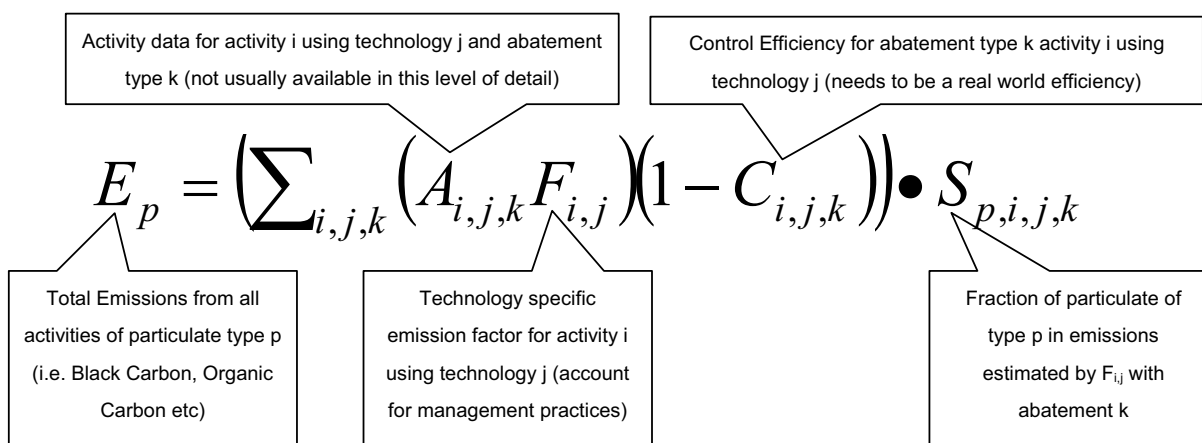 Activity data for activity i using technology j and abatement
type k (not usually available in this level of detail)
Control Efficiency for abatement type k activity i using
technology j (needs to be a real world efficiency)
E_p = (∑_{i,j,k} (A_{i,j,k}F_{i,j})(1 − C_{i,j,k})) • S_{p,i,j,k}
Total Emissions from all
activities of particulate type p
(i.e. Black Carbon, Organic
Carbon etc)
Technology specific
emission factor for activity i
using technology j (account
for management practices)
Fraction of particulate of
type p in emissions
estimated by F_{i,j} with
abatement k